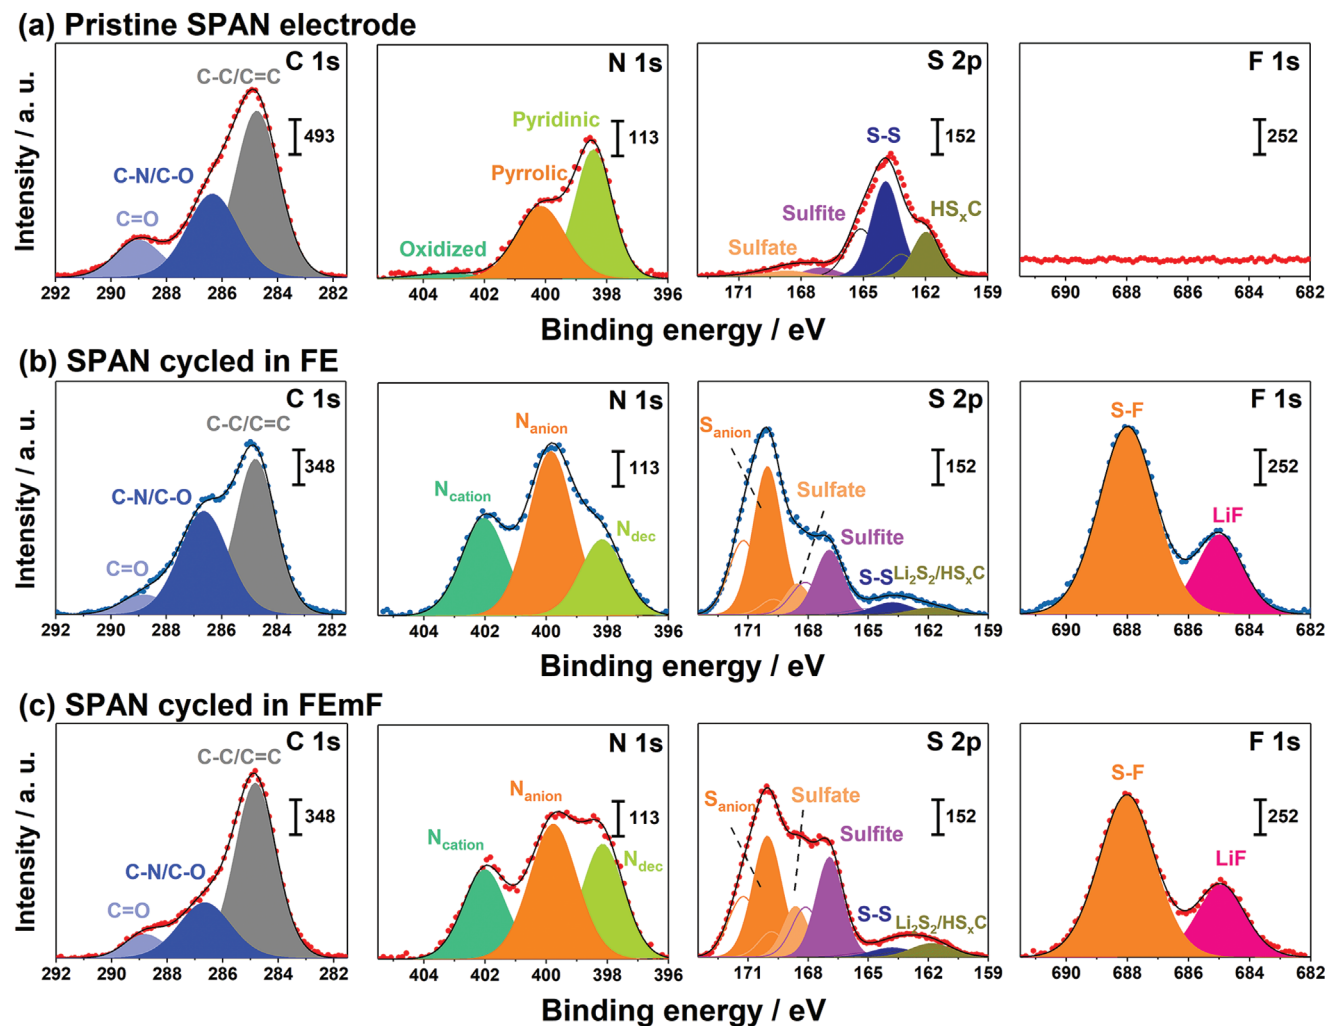 (a) Pristine SPAN electrode
Intensity / a. u.
C 1s
C-C/C=C
493
C-N/C-O
C=O
292 290 288 286 284 282
N 1s
Pyridinic
113
Pyrrolic
Oxidized
404 402 400 398 396
S 2p
S-S
152
Sulfite
HSₓC
Sulfate
171 168 165 162 159
F 1s
252
690 688 686 684 682
Binding energy / eV
(b) SPAN cycled in FE
Intensity / a. u.
C 1s
C-C/C=C
348
C-N/C-O
C=O
292 290 288 286 284 282
N 1s
Nanion
113
Ncation
Ndec
404 402 400 398 396
S 2p
Sanion
152
Sulfate
Sulfite
S-S
Li₂S₂/HSₓC
171 168 165 162 159
F 1s
S-F
252
LiF
690 688 686 684 682
Binding energy / eV
(c) SPAN cycled in FEmF
Intensity / a. u.
C 1s
C-C/C=C
348
C-N/C-O
C=O
292 290 288 286 284 282
N 1s
Nanion
113
Ncation
Ndec
404 402 400 398 396
S 2p
Sanion
Sulfate
152
Sulfite
S-S
Li₂S₂/HSₓC
171 168 165 162 159
F 1s
S-F
252
LiF
690 688 686 684 682
Binding energy / eV